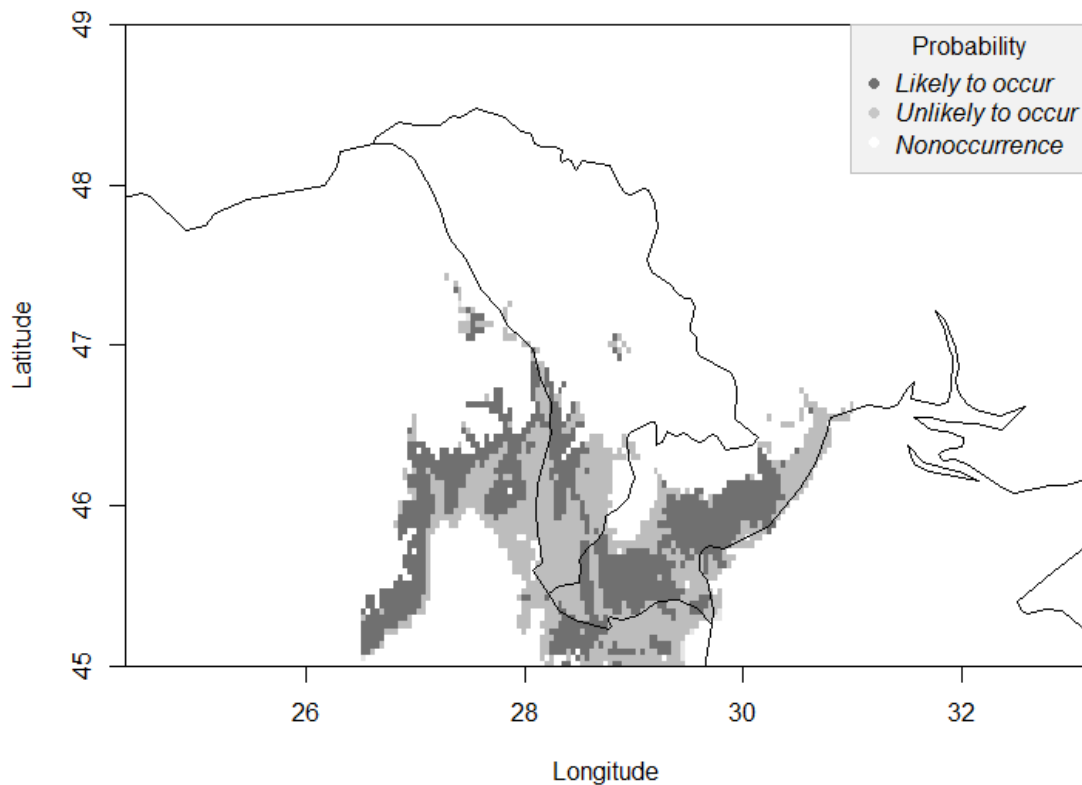 Probability
Likely to occur
Unlikely to occur
Nonoccurrence
49
48
47
46
45
Latitude
26 28 30 32
Longitude